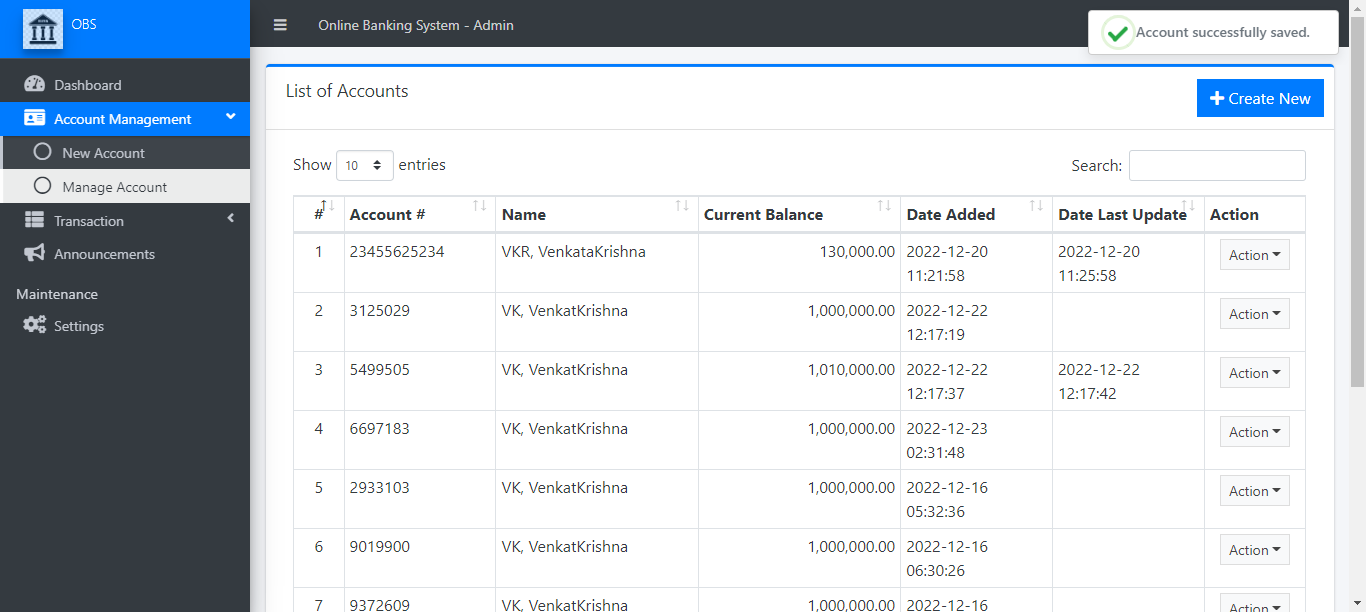 OBS
Online Banking System - Admin
Account successfully saved.
Dashboard
Account Management
New Account
Manage Account
Transaction
Announcements
Maintenance
Settings
List of Accounts
Create New
Show 10 entries
Search:
# Account # Name Current Balance Date Added Date Last Update Action
1 23455625234 VKR, VenkataKrishna 130,000.00 2022-12-20 2022-12-20 Action
11:21:58 11:25:58
2 3125029 VK, VenkatKrishna 1,000,000.00 2022-12-22 Action
12:17:19
3 5499505 VK, VenkatKrishna 1,010,000.00 2022-12-22 2022-12-22 Action
12:17:37 12:17:42
4 6697183 VK, VenkatKrishna 1,000,000.00 2022-12-23 Action
02:31:48
5 2933103 VK, VenkatKrishna 1,000,000.00 2022-12-16 Action
05:32:36
6 9019900 VK, VenkatKrishna 1,000,000.00 2022-12-16 Action
06:30:26
7 9372609 VK, VenkatKrishna 1,000,000.00 2022-12-16 Action